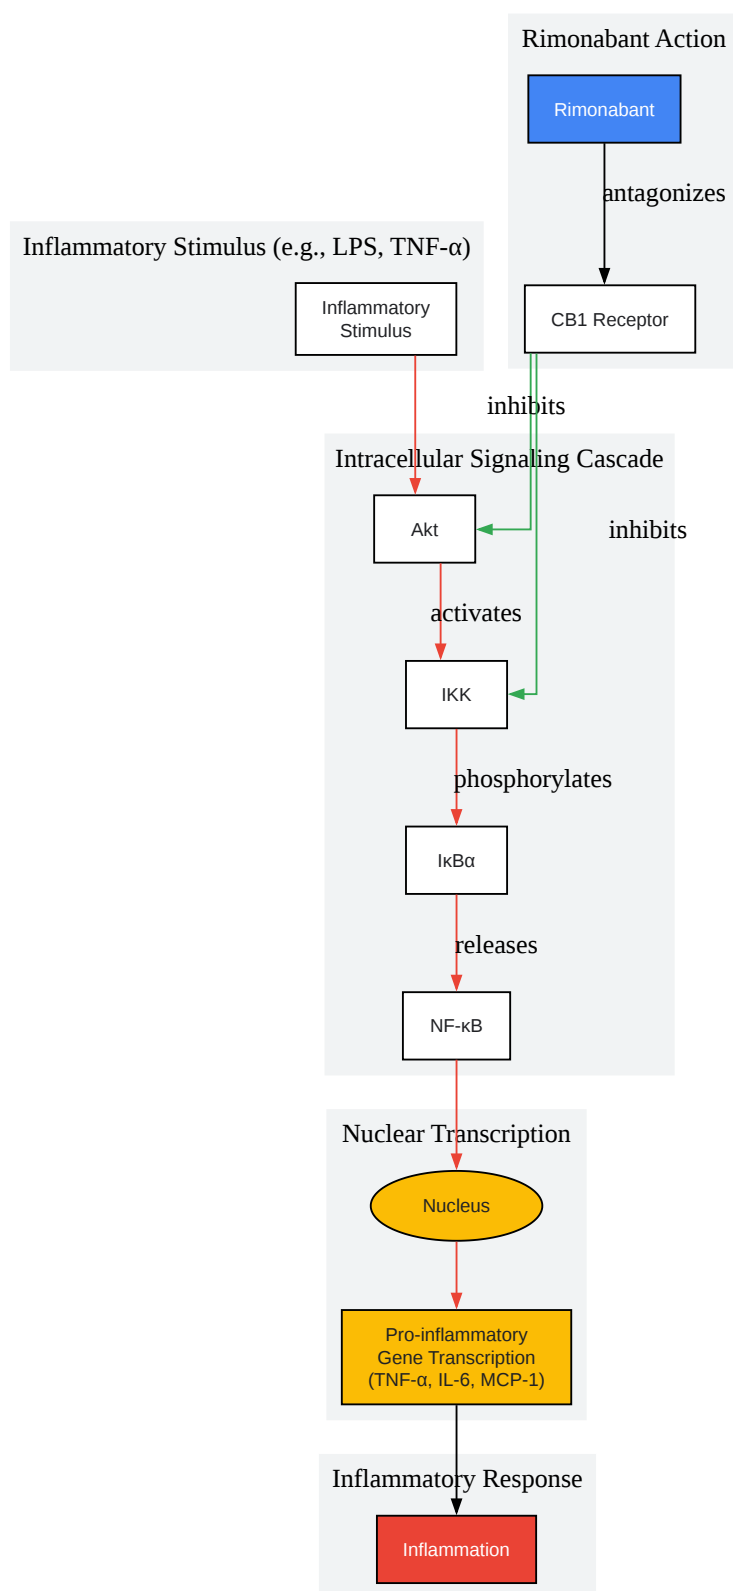 Rimonabant Action
Rimonabant
antagonizes
Inflammatory Stimulus (e.g., LPS, TNF-α)
Inflammatory
Stimulus
CB1 Receptor
inhibits
Intracellular Signaling Cascade
Akt
inhibits
activates
IKK
phosphorylates
IκBα
releases
NF-κB
Nuclear Transcription
Nucleus
Pro-inflammatory
Gene Transcription
(TNF-α, IL-6, MCP-1)
Inflammatory Response
Inflammation